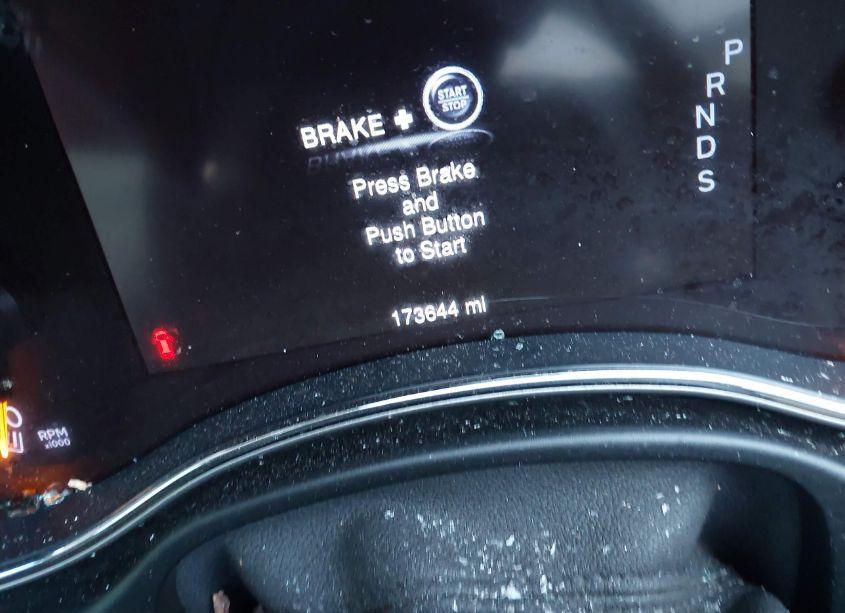 START
STOP
BRAKE +
Press Brake
and
Push Button
to Start
173644 mi
P
R
N
D
S
RPM
x1000